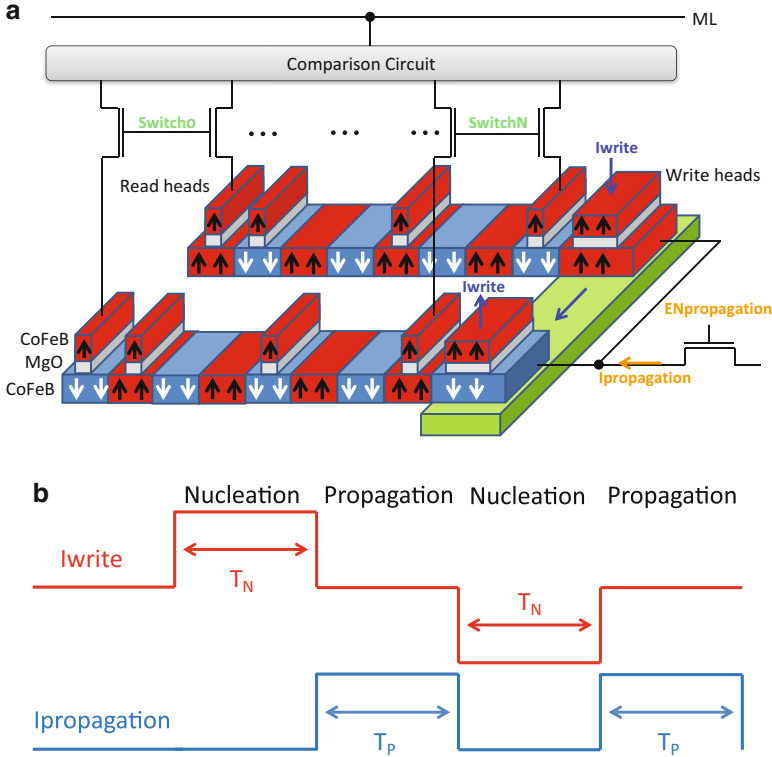 a
ML
Comparison Circuit
Switch0
...
...
...
SwitchN
Iwrite
Read heads
Write heads
Iwrite
ENpropagation
CoFeB
MgO
CoFeB
Ipropagation
b
Nucleation Propagation Nucleation Propagation
Iwrite
TN
TN
Ipropagation
TP
TP